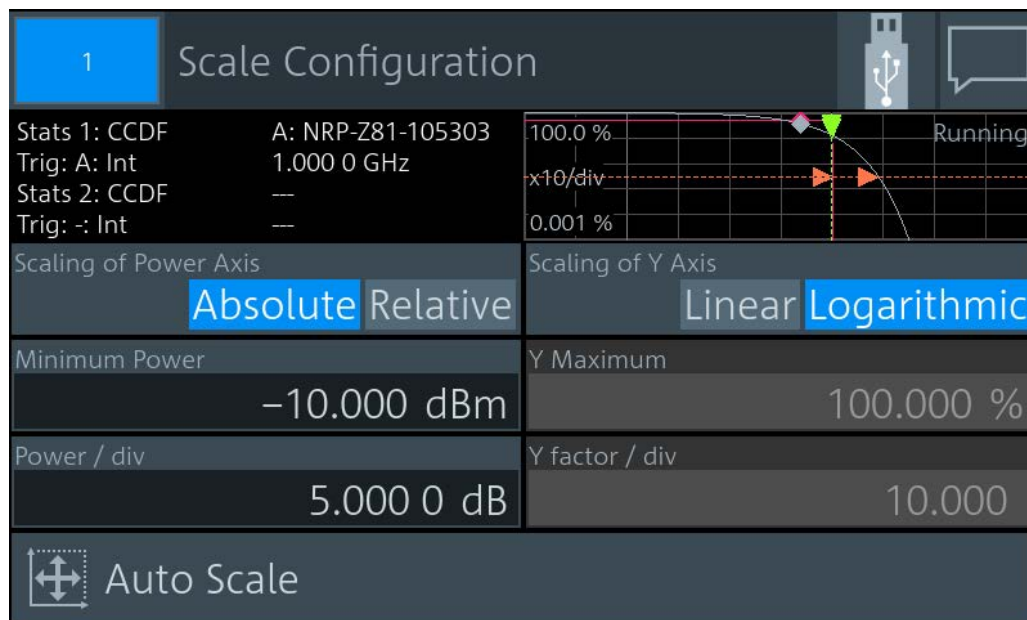 1
Scale Configuration
Stats 1: CCDF A: NRP-Z81-105303
Trig: A: Int 1.000 0 GHz
Stats 2: CCDF ---
Trig: -: Int ---
100.0 % Running
x10/div
0.001 %
Scaling of Power Axis
Absolute Relative
Scaling of Y Axis
Linear Logarithmic
Minimum Power
−10.000 dBm
Y Maximum
100.000 %
Power / div
5.000 0 dB
Y factor / div
10.000
Auto Scale